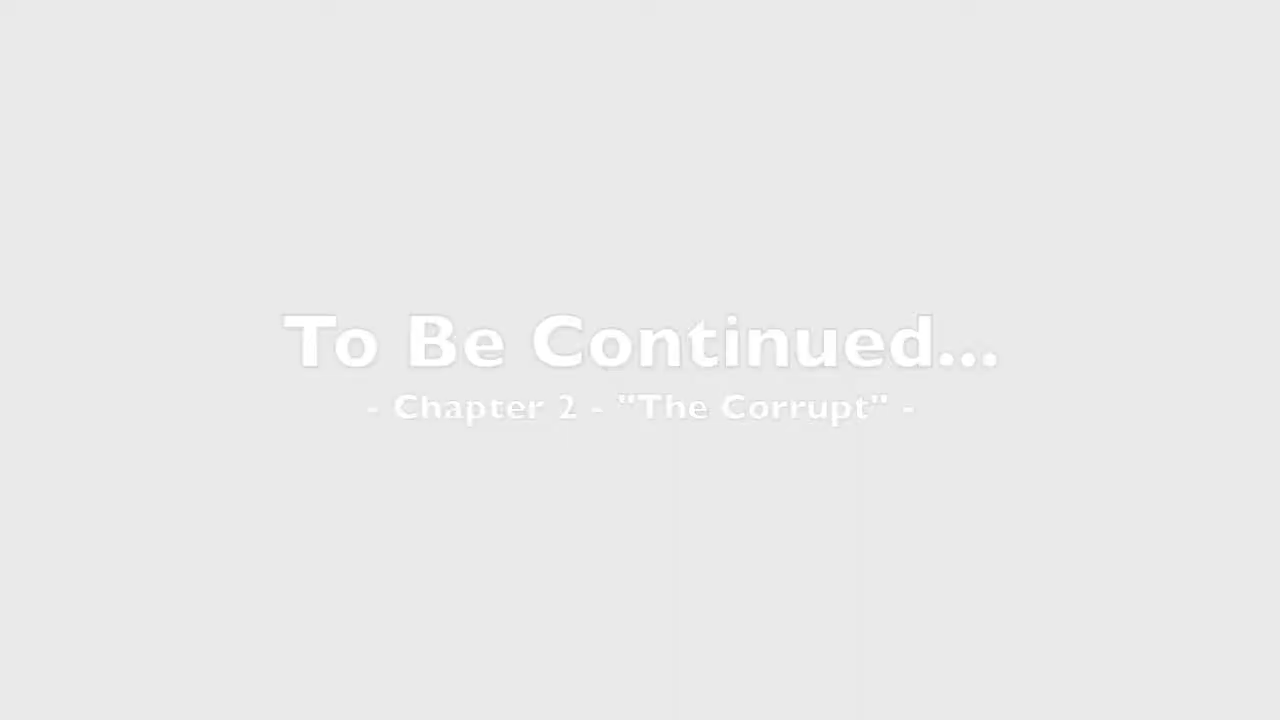 To Be Continued...
- Chapter 2 - "The Corrupt" -